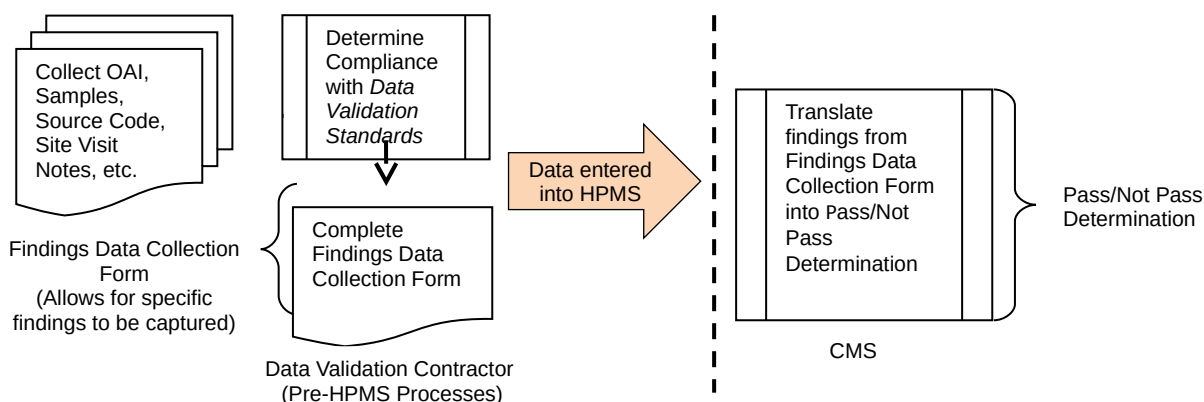 Collect OAI,
Samples,
Source Code,
Site Visit
Notes, etc.
Determine
Compliance
with Data
Validation
Standards
Findings Data Collection
Form
(Allows for specific
findings to be captured)
Complete
Findings Data
Collection Form
Data Validation Contractor
(Pre-HPMS Processes)
Data entered
into HPMS
Translate
findings from
Findings Data
Collection Form
into Pass/Not
Pass
Determination
CMS
Pass/Not Pass
Determination